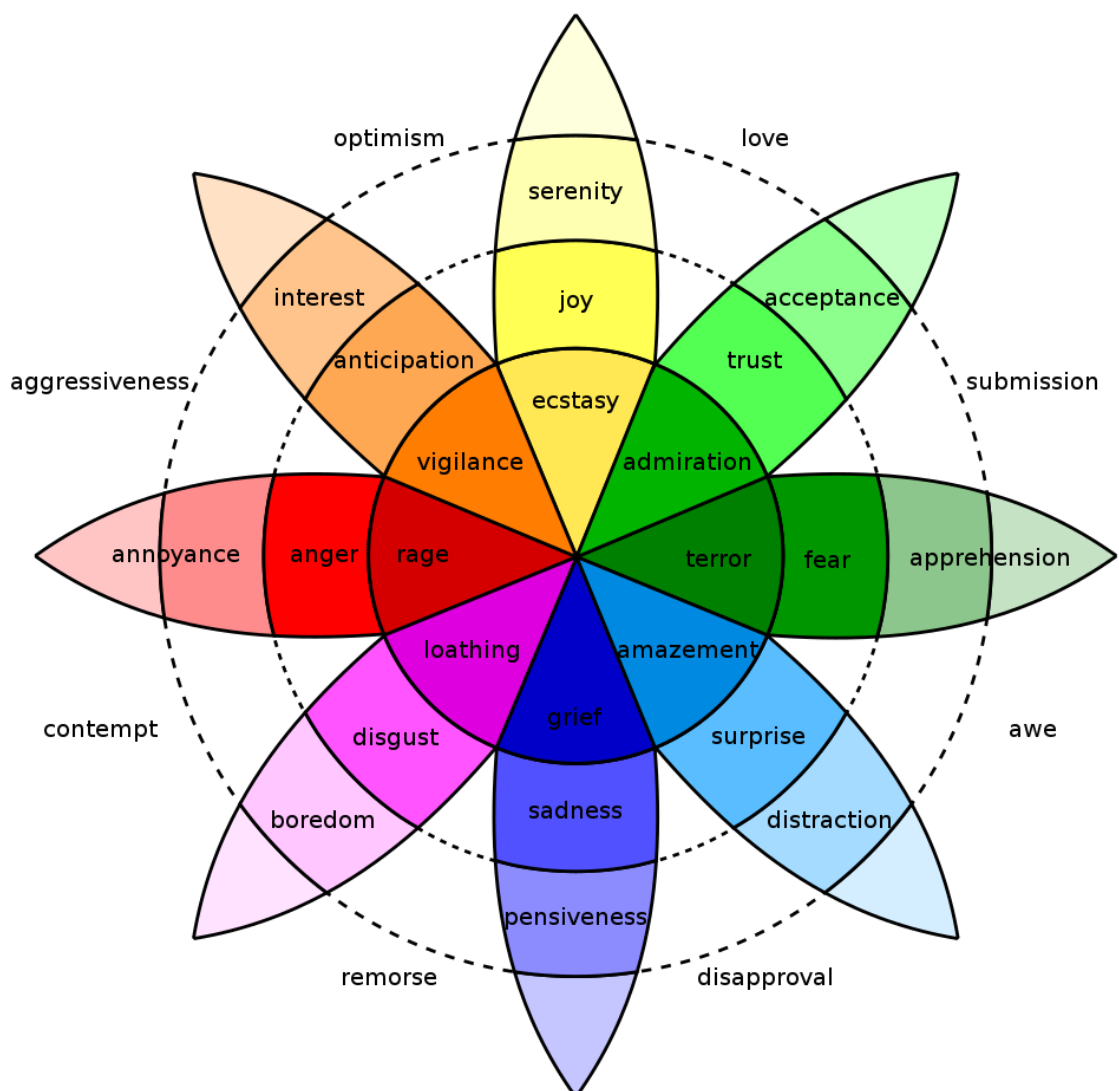 optimism
love
serenity
interest
joy
acceptance
anticipation
trust
aggressiveness
submission
ecstasy
vigilance
admiration
annoyance
anger
rage
terror
fear
apprehension
loathing
amazement
grief
contempt
disgust
surprise
awe
boredom
sadness
distraction
pensiveness
remorse
disapproval